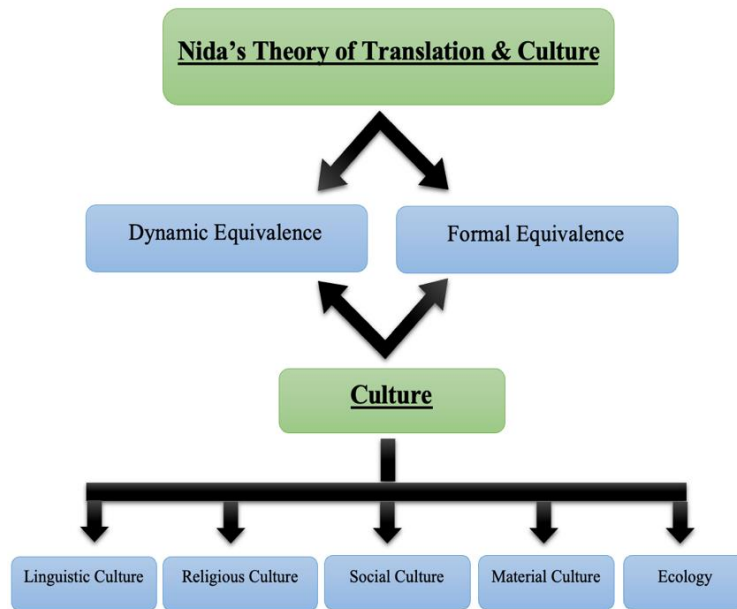 Nida’s Theory of Translation & Culture
Dynamic Equivalence
Formal Equivalence
Culture
Linguistic Culture
Religious Culture
Social Culture
Material Culture
Ecology